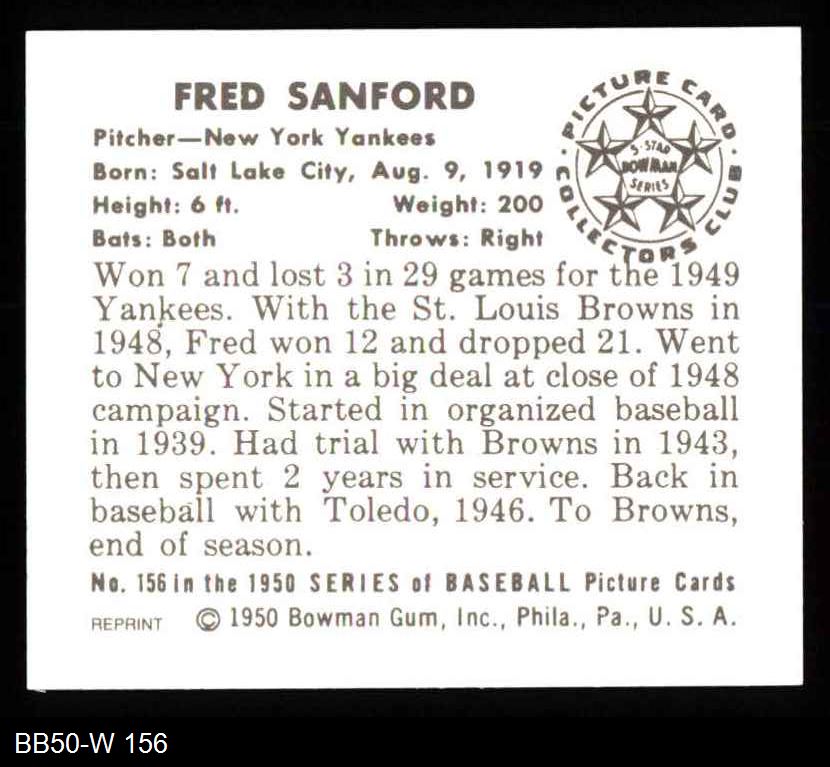 FRED SANFORD
Pitcher—New York Yankees
Born: Salt Lake City, Aug. 9, 1919
Height: 6 ft. Weight: 200
Bats: Both Throws: Right
PICTURE CARD
COLLECTORS CLUB
5-STAR
BOWMAN
SERIES
Won 7 and lost 3 in 29 games for the 1949
Yankees. With the St. Louis Browns in
1948, Fred won 12 and dropped 21. Went
to New York in a big deal at close of 1948
campaign. Started in organized baseball
in 1939. Had trial with Browns in 1943,
then spent 2 years in service. Back in
baseball with Toledo, 1946. To Browns,
end of season.
No. 156 in the 1950 SERIES of BASEBALL Picture Cards
REPRINT © 1950 Bowman Gum, Inc., Phila., Pa., U. S. A.
BB50-W 156